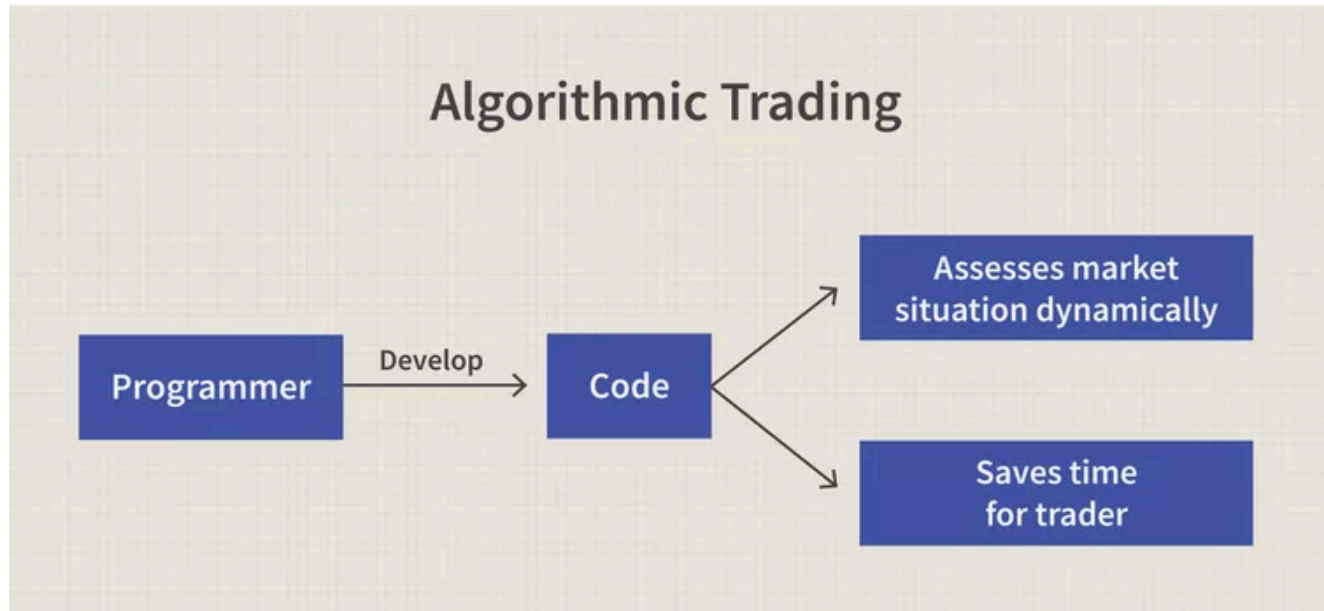 Algorithmic Trading
Programmer
Develop
Code
Assesses market
situation dynamically
Saves time
for trader